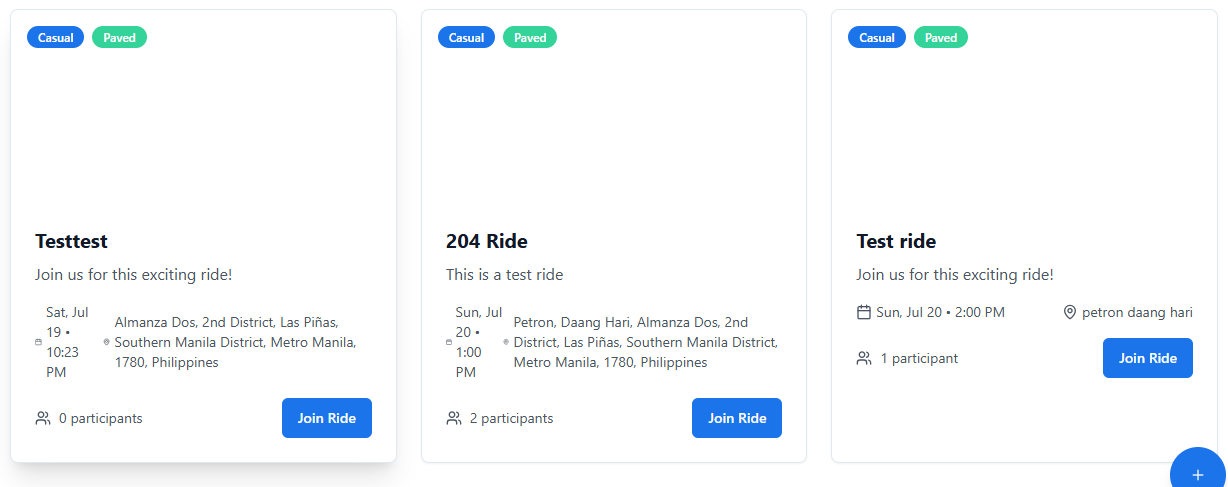 Casual Paved
Testtest
Join us for this exciting ride!
Sat, Jul
19 •
10:23
PM
Almanza Dos, 2nd District, Las Piñas,
Southern Manila District, Metro Manila,
1780, Philippines
0 participants
Join Ride
Casual Paved
204 Ride
This is a test ride
Sun, Jul
20 •
1:00
PM
Petron, Daang Hari, Almanza Dos, 2nd
District, Las Piñas, Southern Manila District,
Metro Manila, 1780, Philippines
2 participants
Join Ride
Casual Paved
Test ride
Join us for this exciting ride!
Sun, Jul 20 • 2:00 PM
petron daang hari
1 participant
Join Ride
+